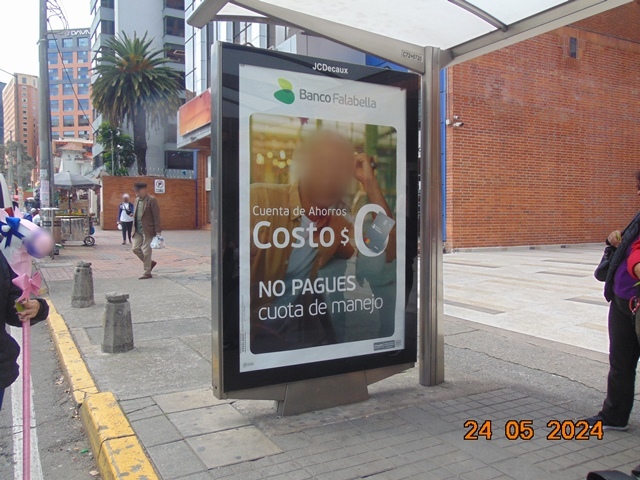 JCDecaux
Banco Falabella
Cuenta de Ahorros
Costo $0
NO PAGUES
cuota de manejo
24 05 2024